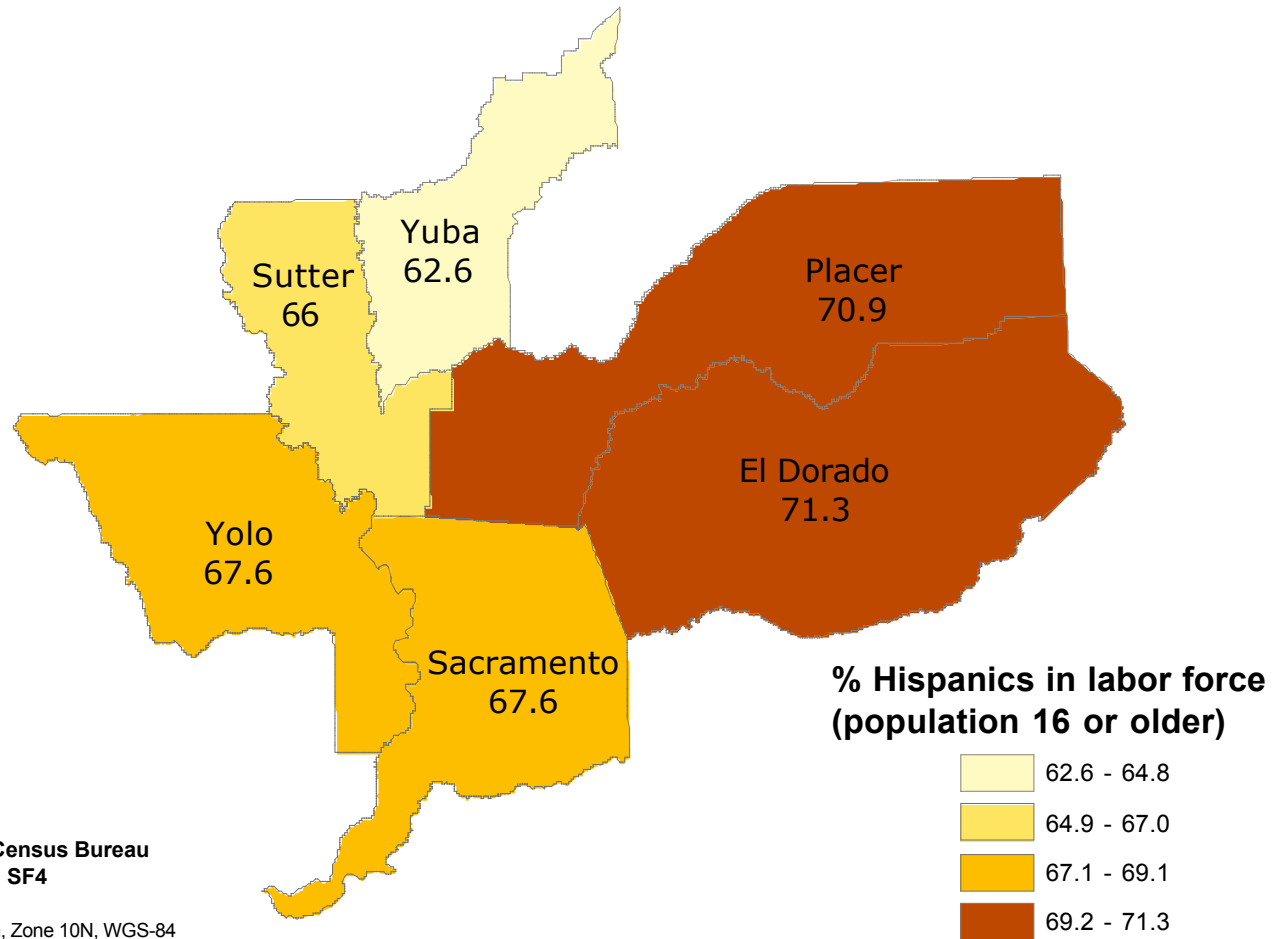 Yuba
62.6
Sutter
66
Placer
70.9
El Dorado
71.3
Yolo
67.6
Sacramento
67.6
% Hispanics in labor force
(population 16 or older)
62.6 - 64.8
64.9 - 67.0
67.1 - 69.1
69.2 - 71.3
Census Bureau
SF4
, Zone 10N, WGS-84